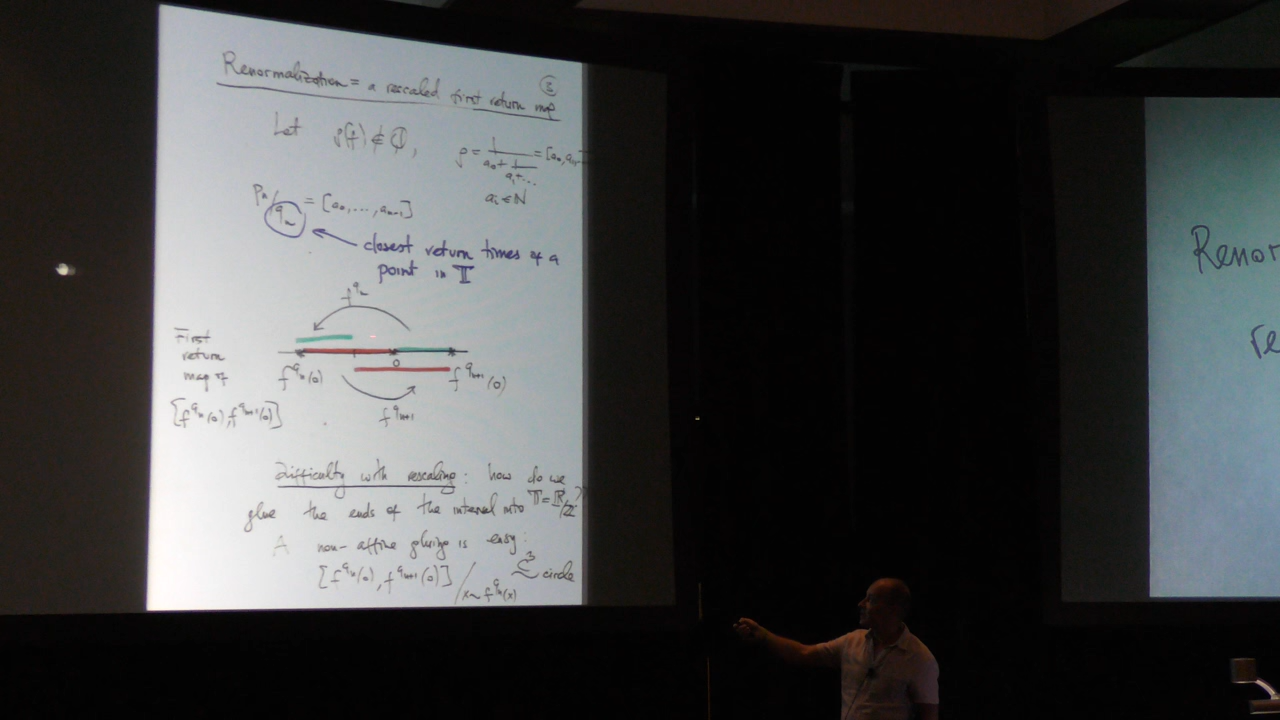 Renormalization = a rescaled first return map
Let ρ(f) ∉ ℚ, ρ = 1/(a₀ + 1/(a₁ + ...)) = [a₀, a₁,
aᵢ ∈ ℕ
pₙ/qₙ = [a₀, ..., aₙ₋₁]
closest return times of a
point in 𝕋
f^qₙ
First
return
map of
[f^qₙ(0), f^qₙ₊₁(0)]
0
f^qₙ(0)
f^qₙ₊₁(0)
f^qₙ₊₁
Difficulty with rescaling: how do we
glue the ends of the interval into 𝕋=ℝ/ℤ?
A non-affine gluing is easy:
[f^qₙ(0), f^qₙ₊₁(0)] / x~f^qₙ(x)
C³ circle
Renor
re